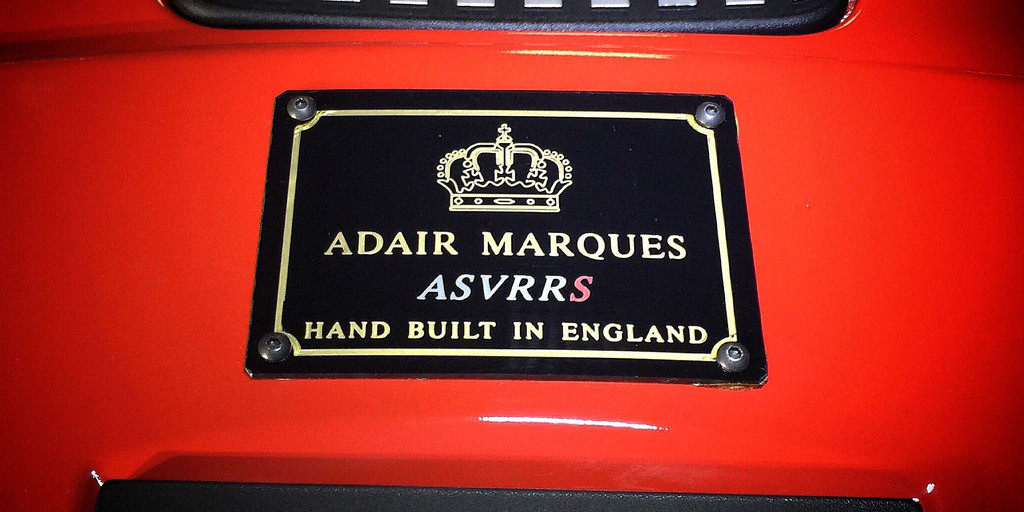 ADAIR MARQUES
ASVRRS
HAND BUILT IN ENGLAND